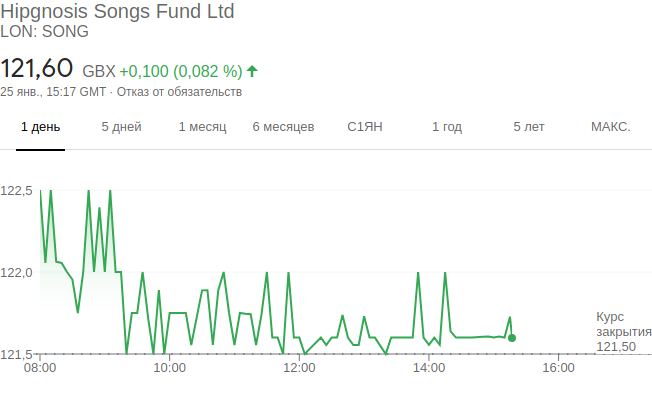 Hipgnosis Songs Fund Ltd
LON: SONG
121,60 GBX +0,100 (0,082 %)
25 янв., 15:17 GMT · Отказ от обязательств
1 день 5 дней 1 месяц 6 месяцев С1ЯН 1 год 5 лет МАКС.
122,5
122,0
Курс
закрытия
121,50
121,5
08:00 10:00 12:00 14:00 16:00